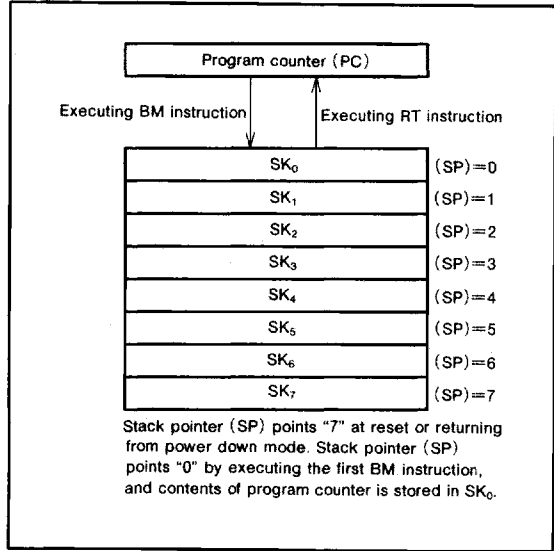 Program counter (PC)
Executing BM instruction
Executing RT instruction
SK₀
(SP)=0
SK₁
(SP)=1
SK₂
(SP)=2
SK₃
(SP)=3
SK₄
(SP)=4
SK₅
(SP)=5
SK₆
(SP)=6
SK₇
(SP)=7
Stack pointer (SP) points "7" at reset or returning
from power down mode. Stack pointer (SP)
points "0" by executing the first BM instruction,
and contents of program counter is stored in SK₀.